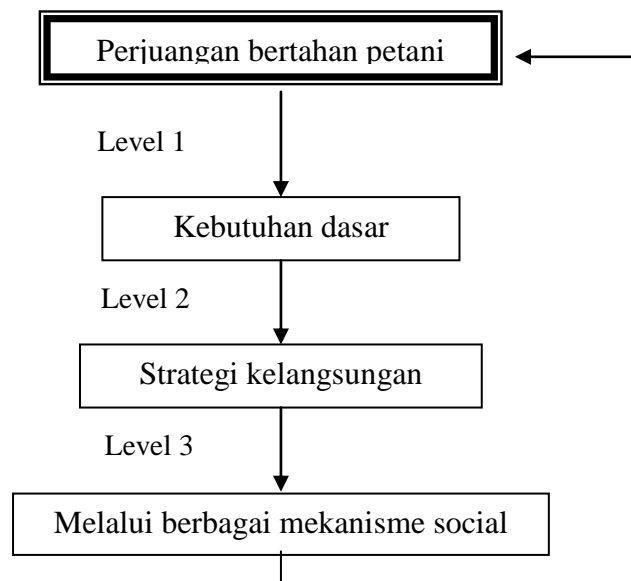 Perjuangan bertahan petani
Level 1
Kebutuhan dasar
Level 2
Strategi kelangsungan
Level 3
Melalui berbagai mekanisme social